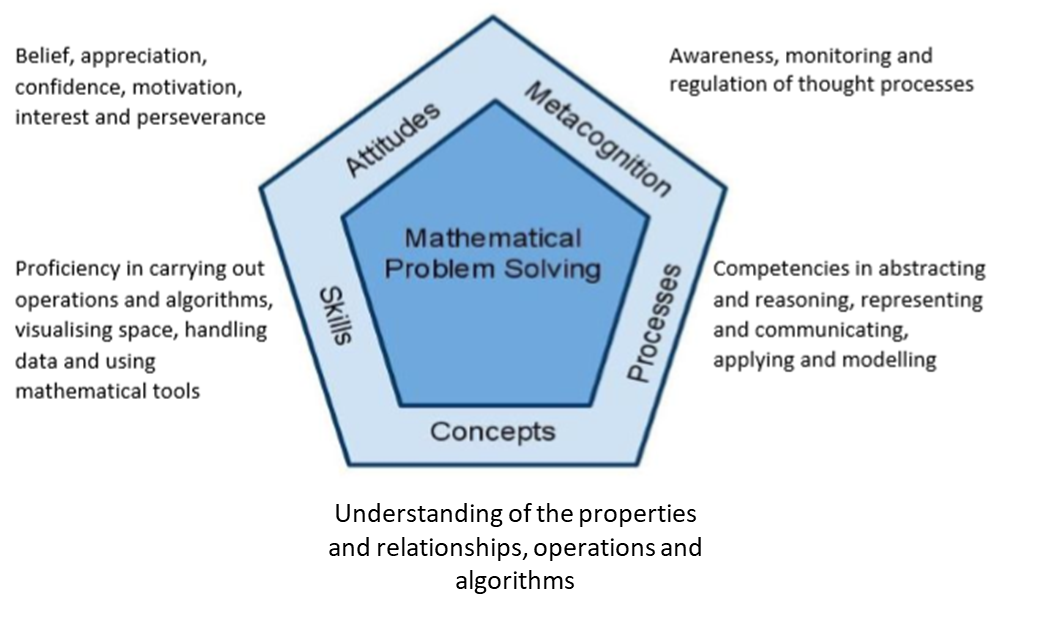 Belief, appreciation,
confidence, motivation,
interest and perseverance
Attitudes
Metacognition
Awareness, monitoring and
regulation of thought processes
Mathematical
Problem Solving
Proficiency in carrying out
operations and algorithms,
visualising space, handling
data and using
mathematical tools
Skills
Processes
Competencies in abstracting
and reasoning, representing
and communicating,
applying and modelling
Concepts
Understanding of the properties
and relationships, operations and
algorithms